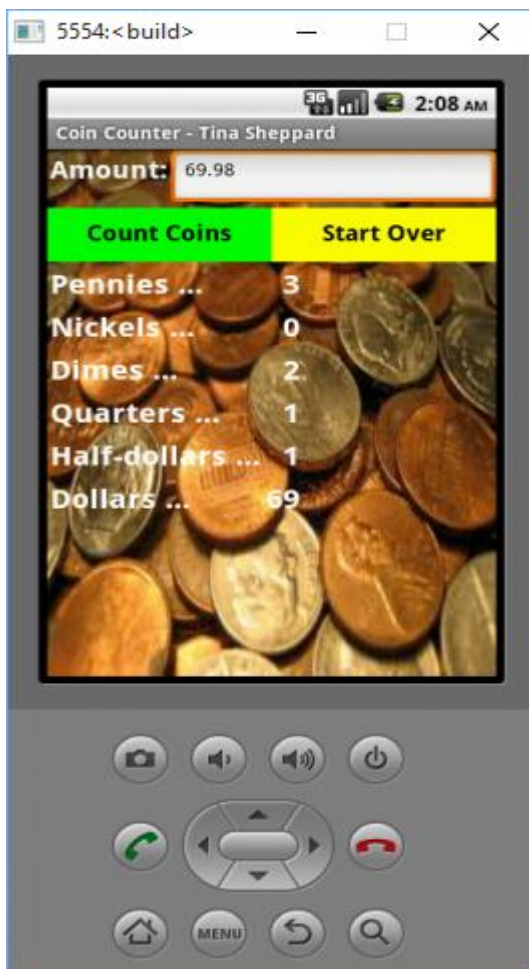 5554:<build>
3G 2:08 AM
Coin Counter - Tina Sheppard
Amount: 69.98
Count Coins Start Over
Pennies ... 3
Nickels ... 0
Dimes ... 2
Quarters ... 1
Half-dollars ... 1
Dollars ... 69
MENU